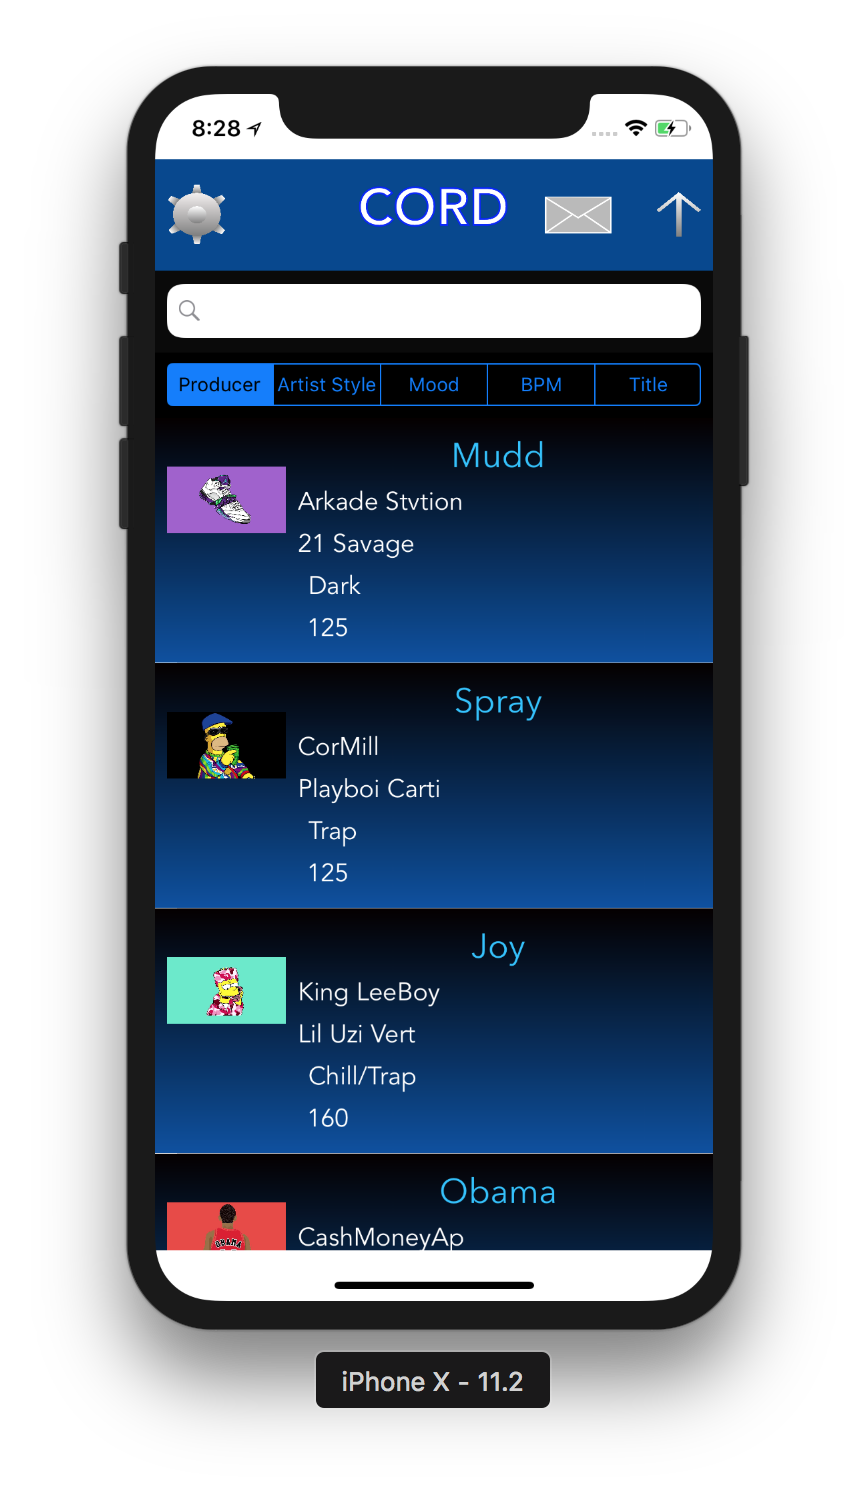 8:28
CORD
Producer Artist Style Mood BPM Title
Mudd
Arkade Stvtion
21 Savage
Dark
125
Spray
CorMill
Playboi Carti
Trap
125
Joy
King LeeBoy
Lil Uzi Vert
Chill/Trap
160
Obama
OBAMA
CashMoneyAp
iPhone X - 11.2